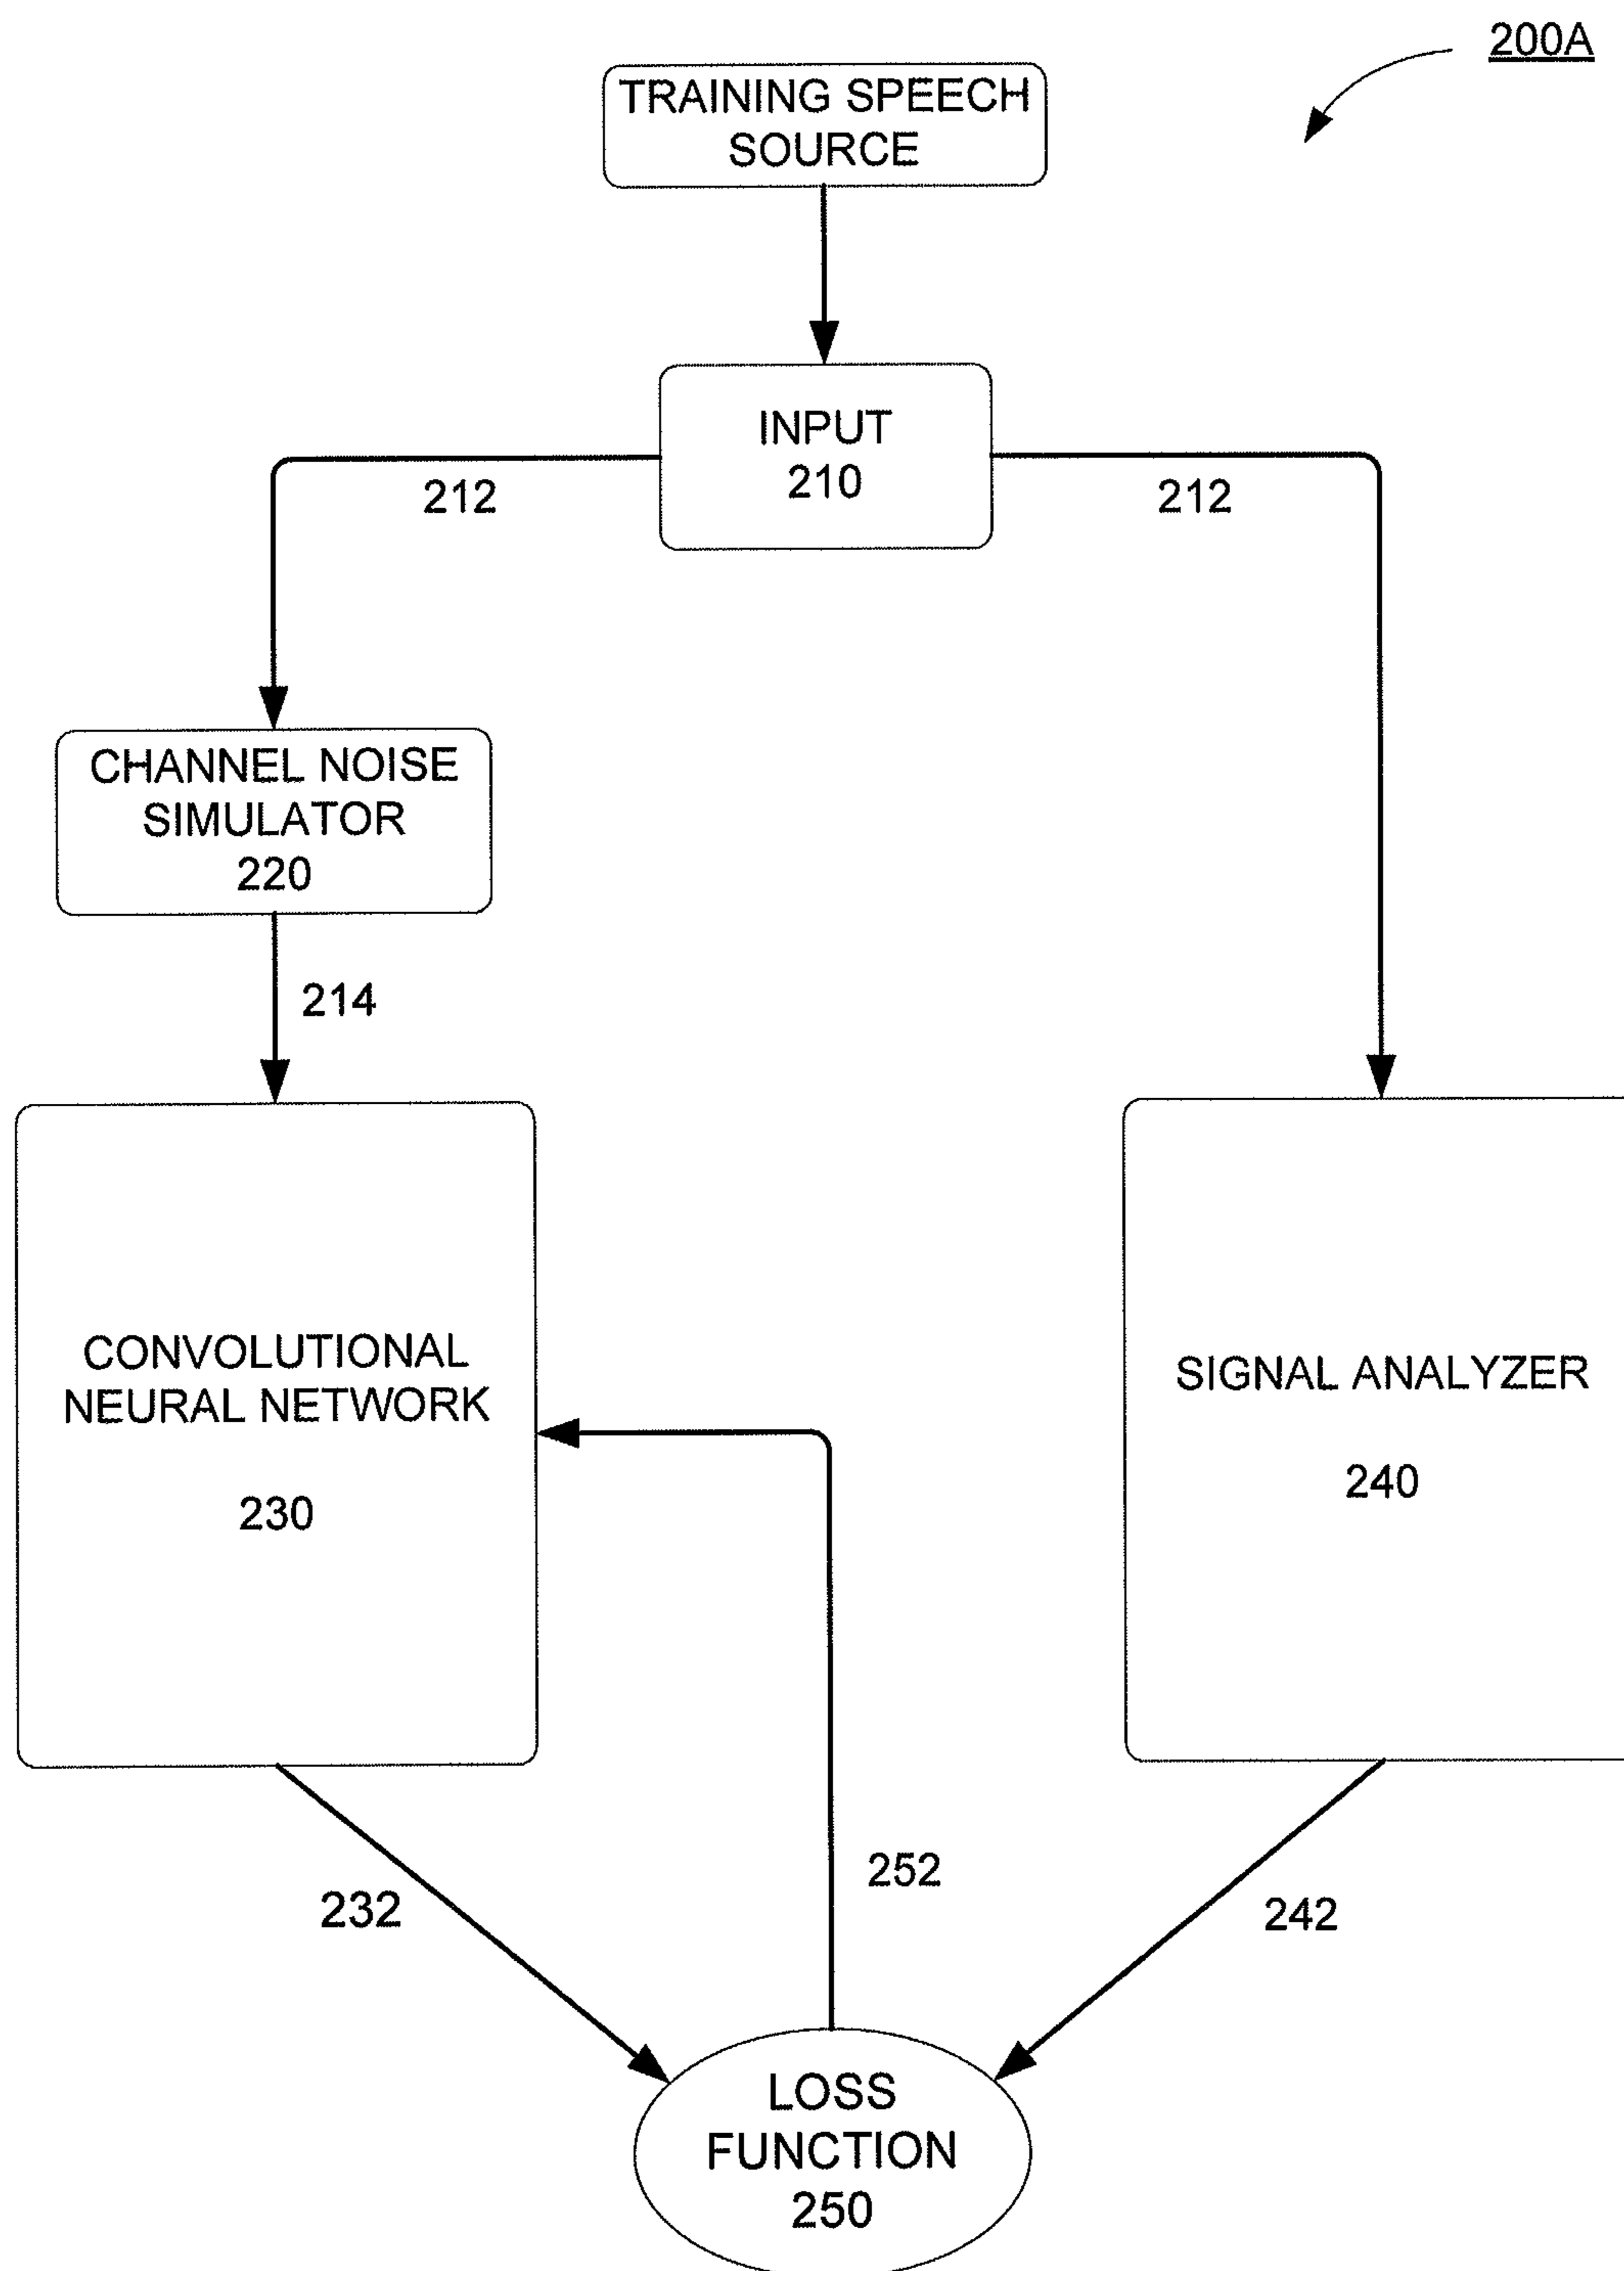 200A
TRAINING SPEECH
SOURCE
INPUT
210
212
212
CHANNEL NOISE
SIMULATOR
220
214
CONVOLUTIONAL
NEURAL NETWORK
230
SIGNAL ANALYZER
240
232
252
242
LOSS
FUNCTION
250